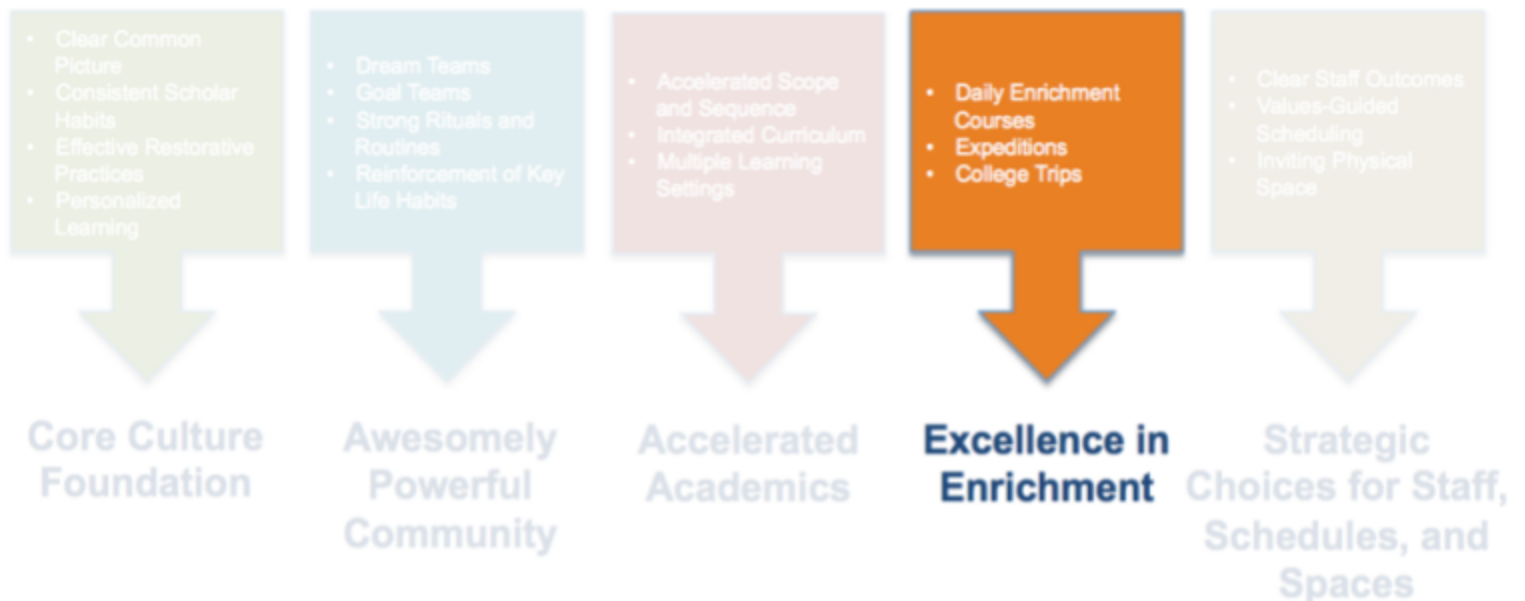 • Clear Common
Picture
• Consistent Scholar
Habits
• Effective Restorative
Practices
• Personalized
Learning
• Dream Teams
• Goal Teams
• Strong Rituals and
Routines
• Reinforcement of Key
Life Habits
• Accelerated Scope
and Sequence
• Integrated Curriculum
• Multiple Learning
Settings
• Daily Enrichment
Courses
• Expeditions
• College Trips
• Clear Staff Outcomes
• Values-Guided
Scheduling
• Inviting Physical
Space
Core Culture
Foundation
Awesomely
Powerful
Community
Accelerated
Academics
Excellence in
Enrichment
Strategic
Choices for Staff,
Schedules, and
Spaces